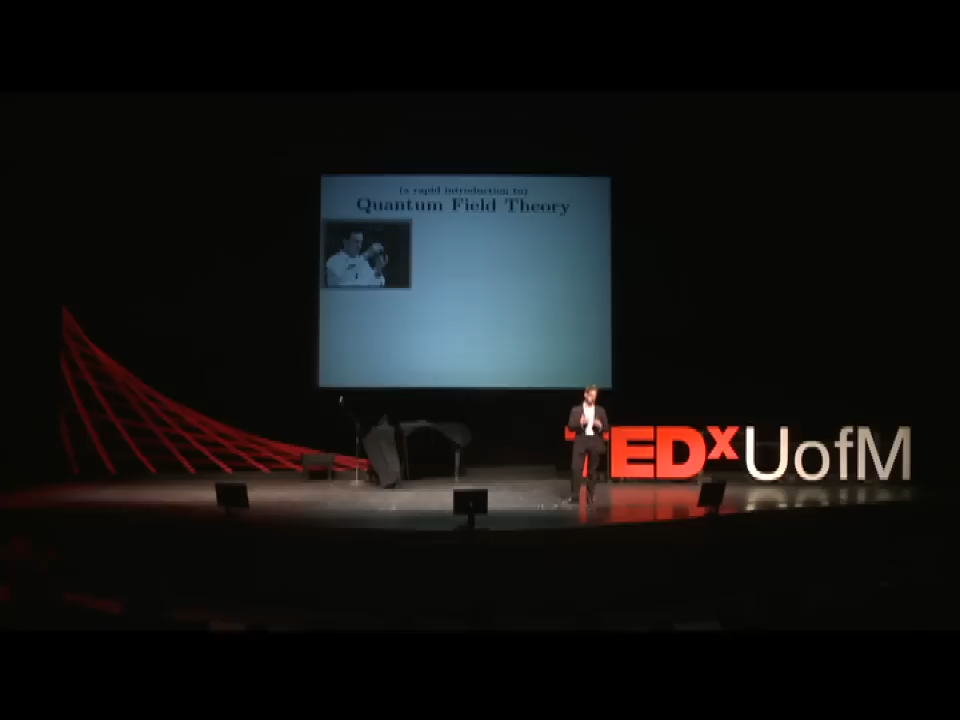 (a rapid introduction to)
Quantum Field Theory
TEDxUofM